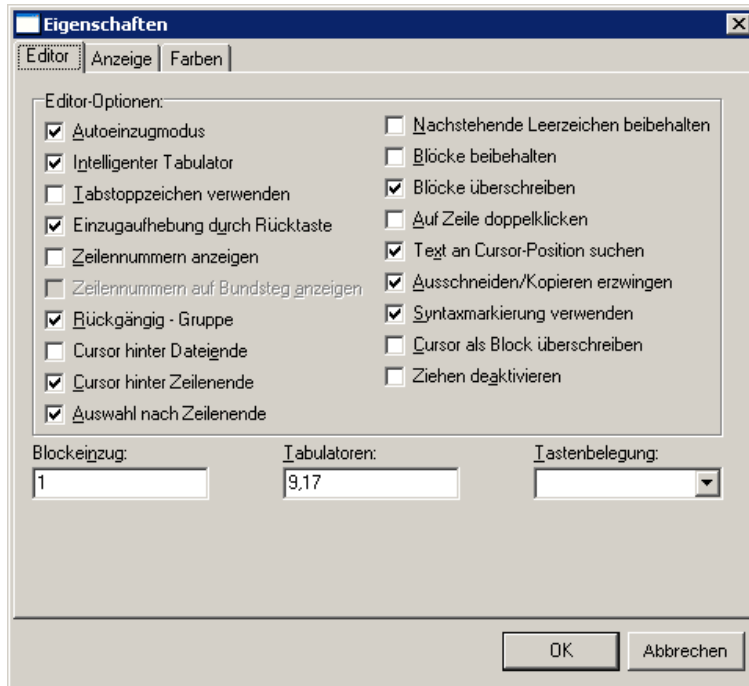 Eigenschaften
Editor
Anzeige
Farben
Editor-Optionen:
Autoeinzugmodus
Intelligenter Tabulator
Tabstoppzeichen verwenden
Einzugaufhebung durch Rücktaste
Zeilennummern anzeigen
Zeilennummern auf Bundsteg anzeigen
Rückgängig - Gruppe
Cursor hinter Dateiende
Cursor hinter Zeilenende
Auswahl nach Zeilenende
Nachstehende Leerzeichen beibehalten
Blöcke beibehalten
Blöcke überschreiben
Auf Zeile doppelklicken
Text an Cursor-Position suchen
Ausschneiden/Kopieren erzwingen
Syntaxmarkierung verwenden
Cursor als Block überschreiben
Ziehen deaktivieren
Blockeinzug:
1
Tabulatoren:
9,17
Tastenbelegung:
OK
Abbrechen